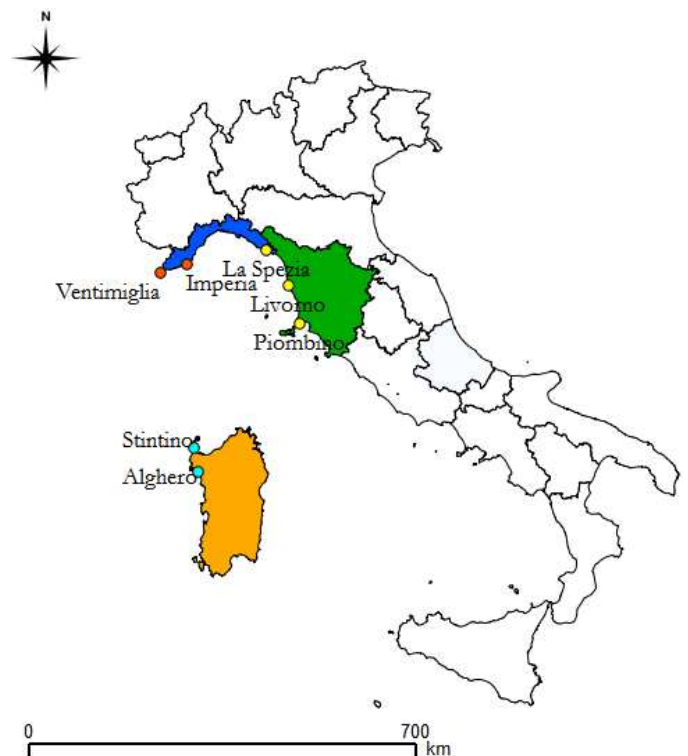 N
La Spezia
Imperia
Ventimiglia
Livorno
Piombino
Stintino
Alghero
0
700
km